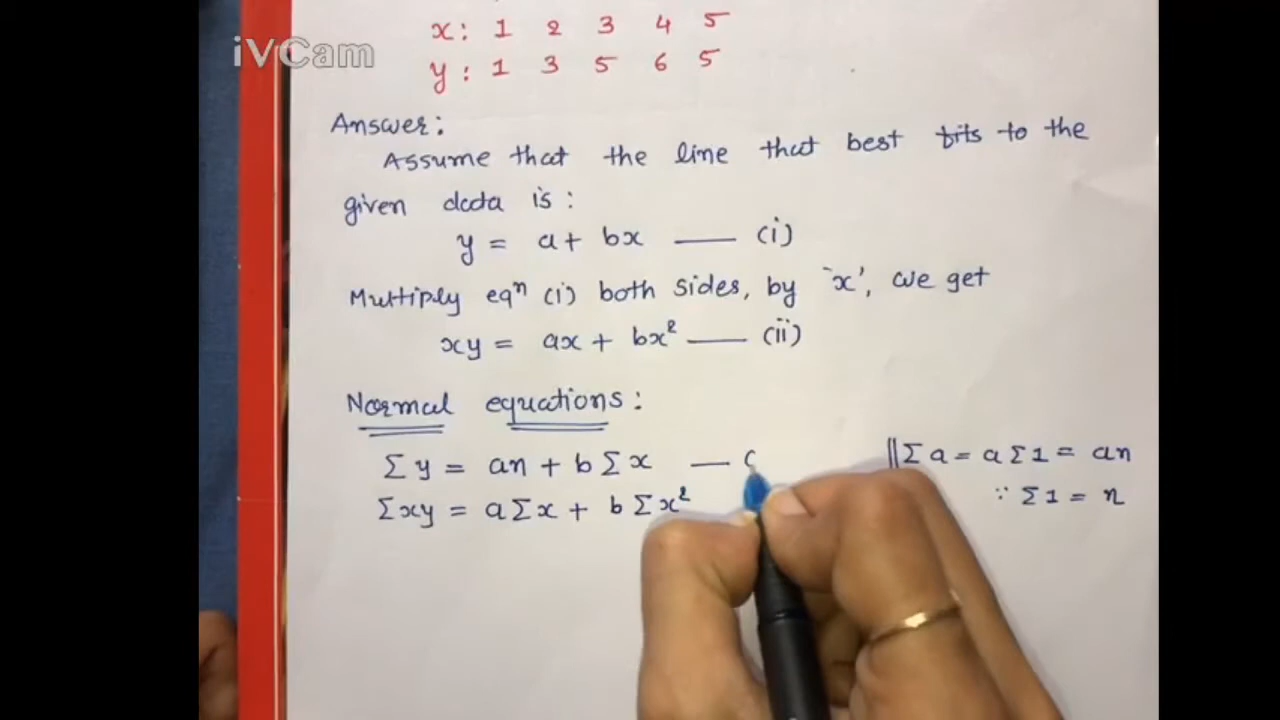 iVCam
x: 1 2 3 4 5
y: 1 3 5 6 5
Answer:
Assume that the line that best fits to the
given data is:
y = a + bx —— (i)
Multiply eqⁿ (i) both sides, by 'x', we get
xy = ax + bx² —— (ii)
Normal equations:
Σy = an + bΣx —
Σxy = aΣx + bΣx²
‖Σa = aΣ1 = an
∵ Σ1 = n